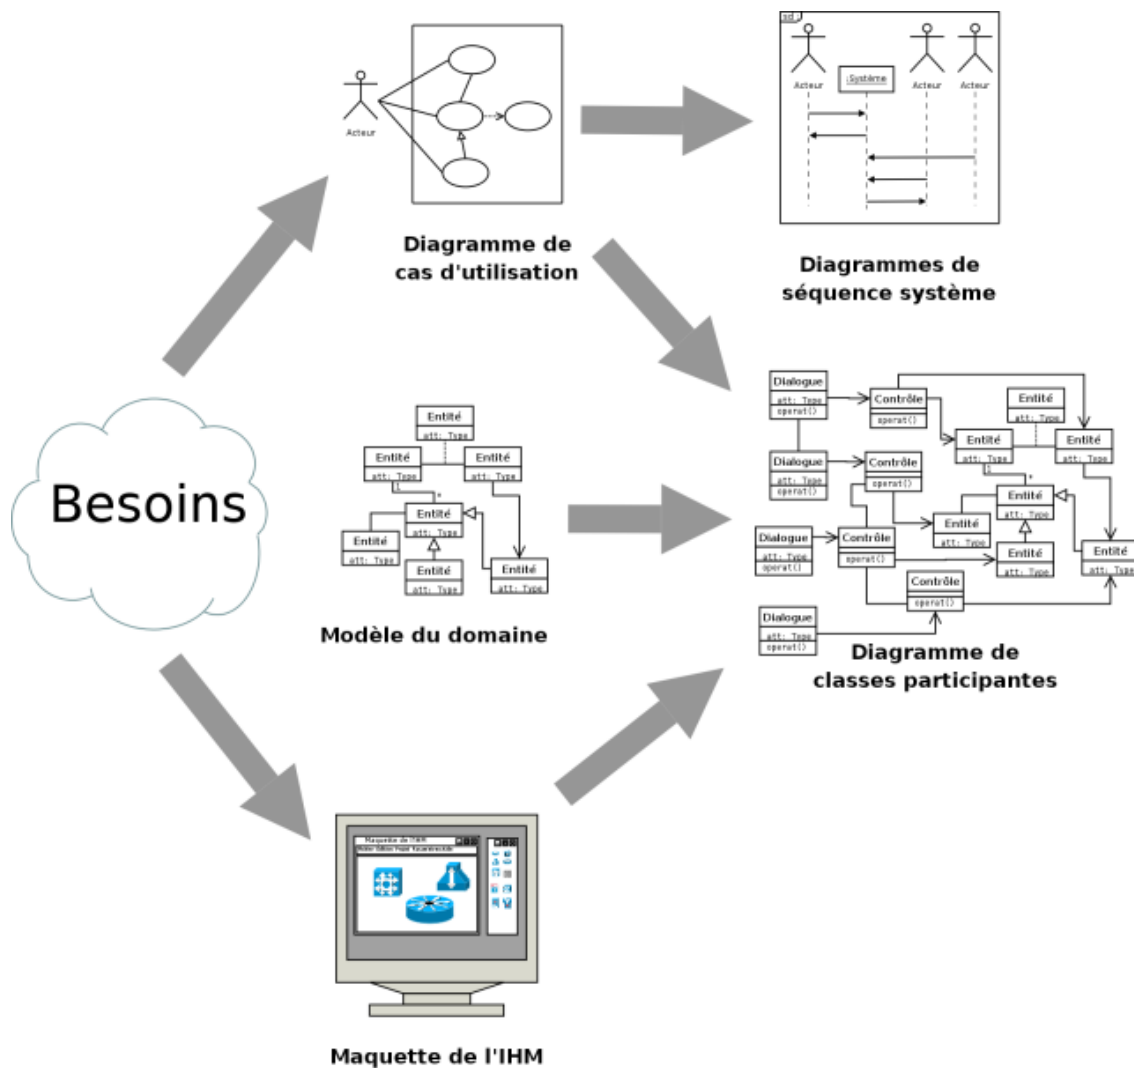 sd :
Acteur
:Système
Acteur
Acteur
Acteur
Diagramme de
cas d'utilisation
Diagrammes de
séquence système
Besoins
Entité
att: Type
Entité
att: Type
Entité
att: Type
1
*
Entité
att: Type
Entité
att: Type
Entité
att: Type
Entité
att: Type
Modèle du domaine
Dialogue
att: Type
operat()
Contrôle
operat()
Entité
att: Type
Entité
att: Type
Entité
att: Type
1
*
Dialogue
att: Type
operat()
Contrôle
operat()
Entité
att: Type
Entité
att: Type
Dialogue
att: Type
operat()
Contrôle
operat()
Entité
att: Type
Entité
att: Type
Contrôle
operat()
Dialogue
att: Type
operat()
Diagramme de
classes participantes
Maquette de l'IHM
Maquette de l'IHM